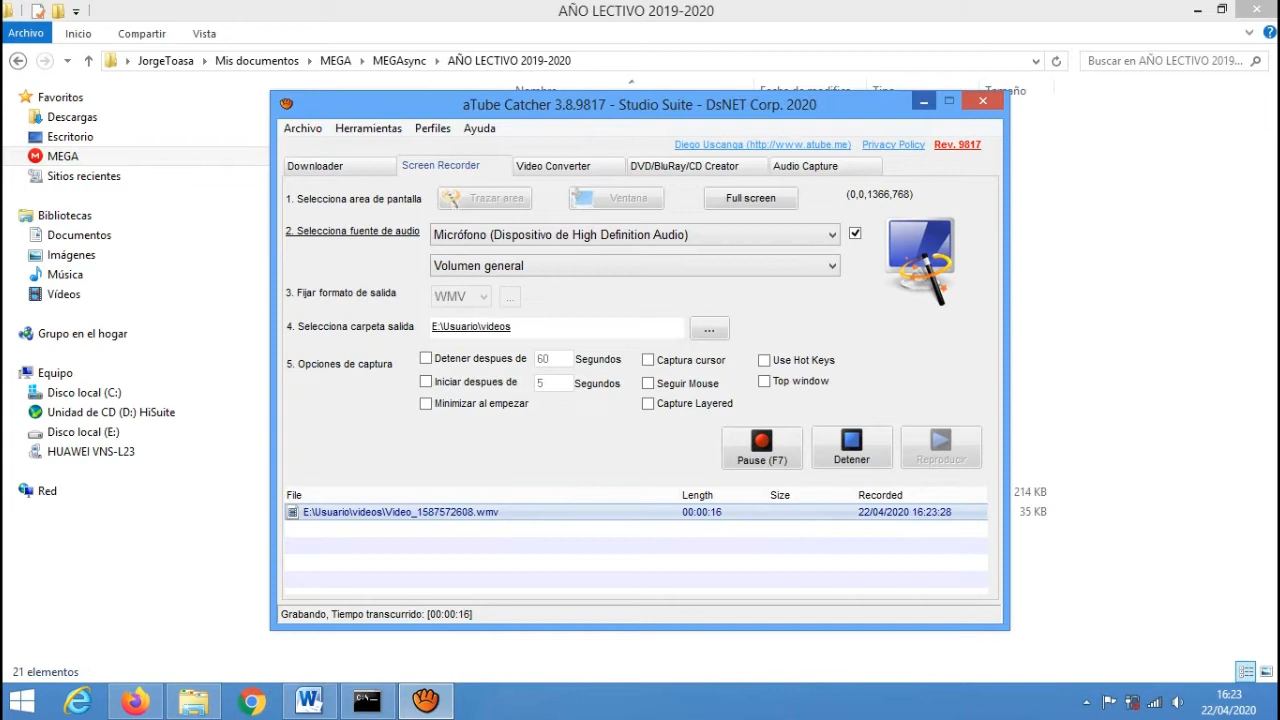 AÑO LECTIVO 2019-2020
Archivo Inicio Compartir Vista
JorgeToasa Mis documentos MEGA MEGAsync AÑO LECTIVO 2019-2020
Buscar en AÑO LECTIVO 2019...
Nombre Fecha de modifica... Tipo Tamaño
Favoritos
Descargas
Escritorio
MEGA
Sitios recientes
Bibliotecas
Documentos
Imágenes
Música
Vídeos
Grupo en el hogar
Equipo
Disco local (C:)
Unidad de CD (D:) HiSuite
Disco local (E:)
HUAWEI VNS-L23
Red
aTube Catcher 3.8.9817 - Studio Suite - DsNET Corp. 2020
Archivo Herramientas Perfiles Ayuda
Diego Uscanga (http://www.atube.me) Privacy Policy Rev. 9817
Downloader Screen Recorder Video Converter DVD/BluRay/CD Creator Audio Capture
1. Selecciona area de pantalla Trazar area Ventana Full screen (0,0,1366,768)
2. Selecciona fuente de audio Micrófono (Dispositivo de High Definition Audio)
Volumen general
3. Fijar formato de salida WMV ...
4. Selecciona carpeta salida E:\Usuario\videos ...
5. Opciones de captura
Detener despues de 60 Segundos Captura cursor Use Hot Keys
Iniciar despues de 5 Segundos Seguir Mouse Top window
Minimizar al empezar Capture Layered
Pause (F7) Detener Reproducir
File Length Size Recorded
E:\Usuario\videos\Video_1587572608.wmv 00:00:16 22/04/2020 16:23:28
Grabando, Tiempo transcurrido: [00:00:16]
214 KB
35 KB
21 elementos
16:23
22/04/2020